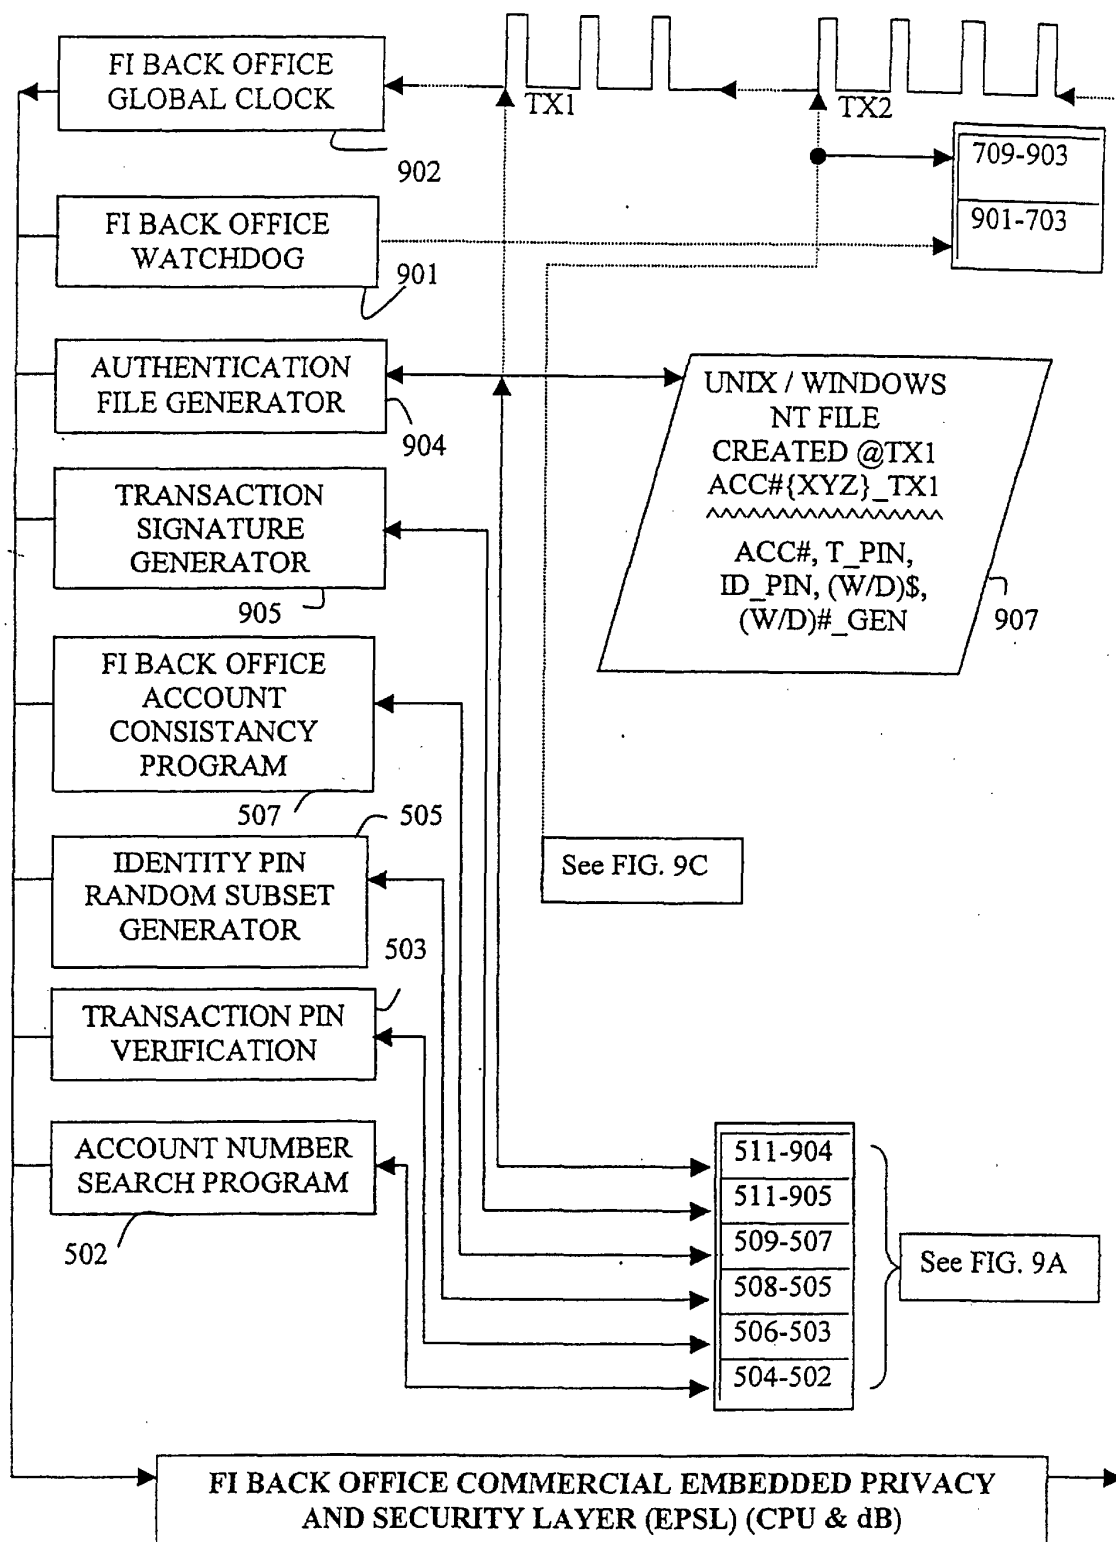 FI BACK OFFICE
GLOBAL CLOCK
902
TX1
TX2
709-903
901-703
FI BACK OFFICE
WATCHDOG
901
AUTHENTICATION
FILE GENERATOR
904
UNIX / WINDOWS
NT FILE
CREATED @TX1
ACC#{XYZ}_TX1
^^^^^^^^^^^^^^^^^
ACC#, T_PIN,
ID_PIN, (W/D)$,
(W/D)#_GEN
907
TRANSACTION
SIGNATURE
GENERATOR
905
FI BACK OFFICE
ACCOUNT
CONSISTANCY
PROGRAM
507
505
IDENTITY PIN
RANDOM SUBSET
GENERATOR
See FIG. 9C
503
TRANSACTION PIN
VERIFICATION
ACCOUNT NUMBER
SEARCH PROGRAM
502
511-904
511-905
509-507
508-505
506-503
504-502
See FIG. 9A
FI BACK OFFICE COMMERCIAL EMBEDDED PRIVACY
AND SECURITY LAYER (EPSL) (CPU & dB)